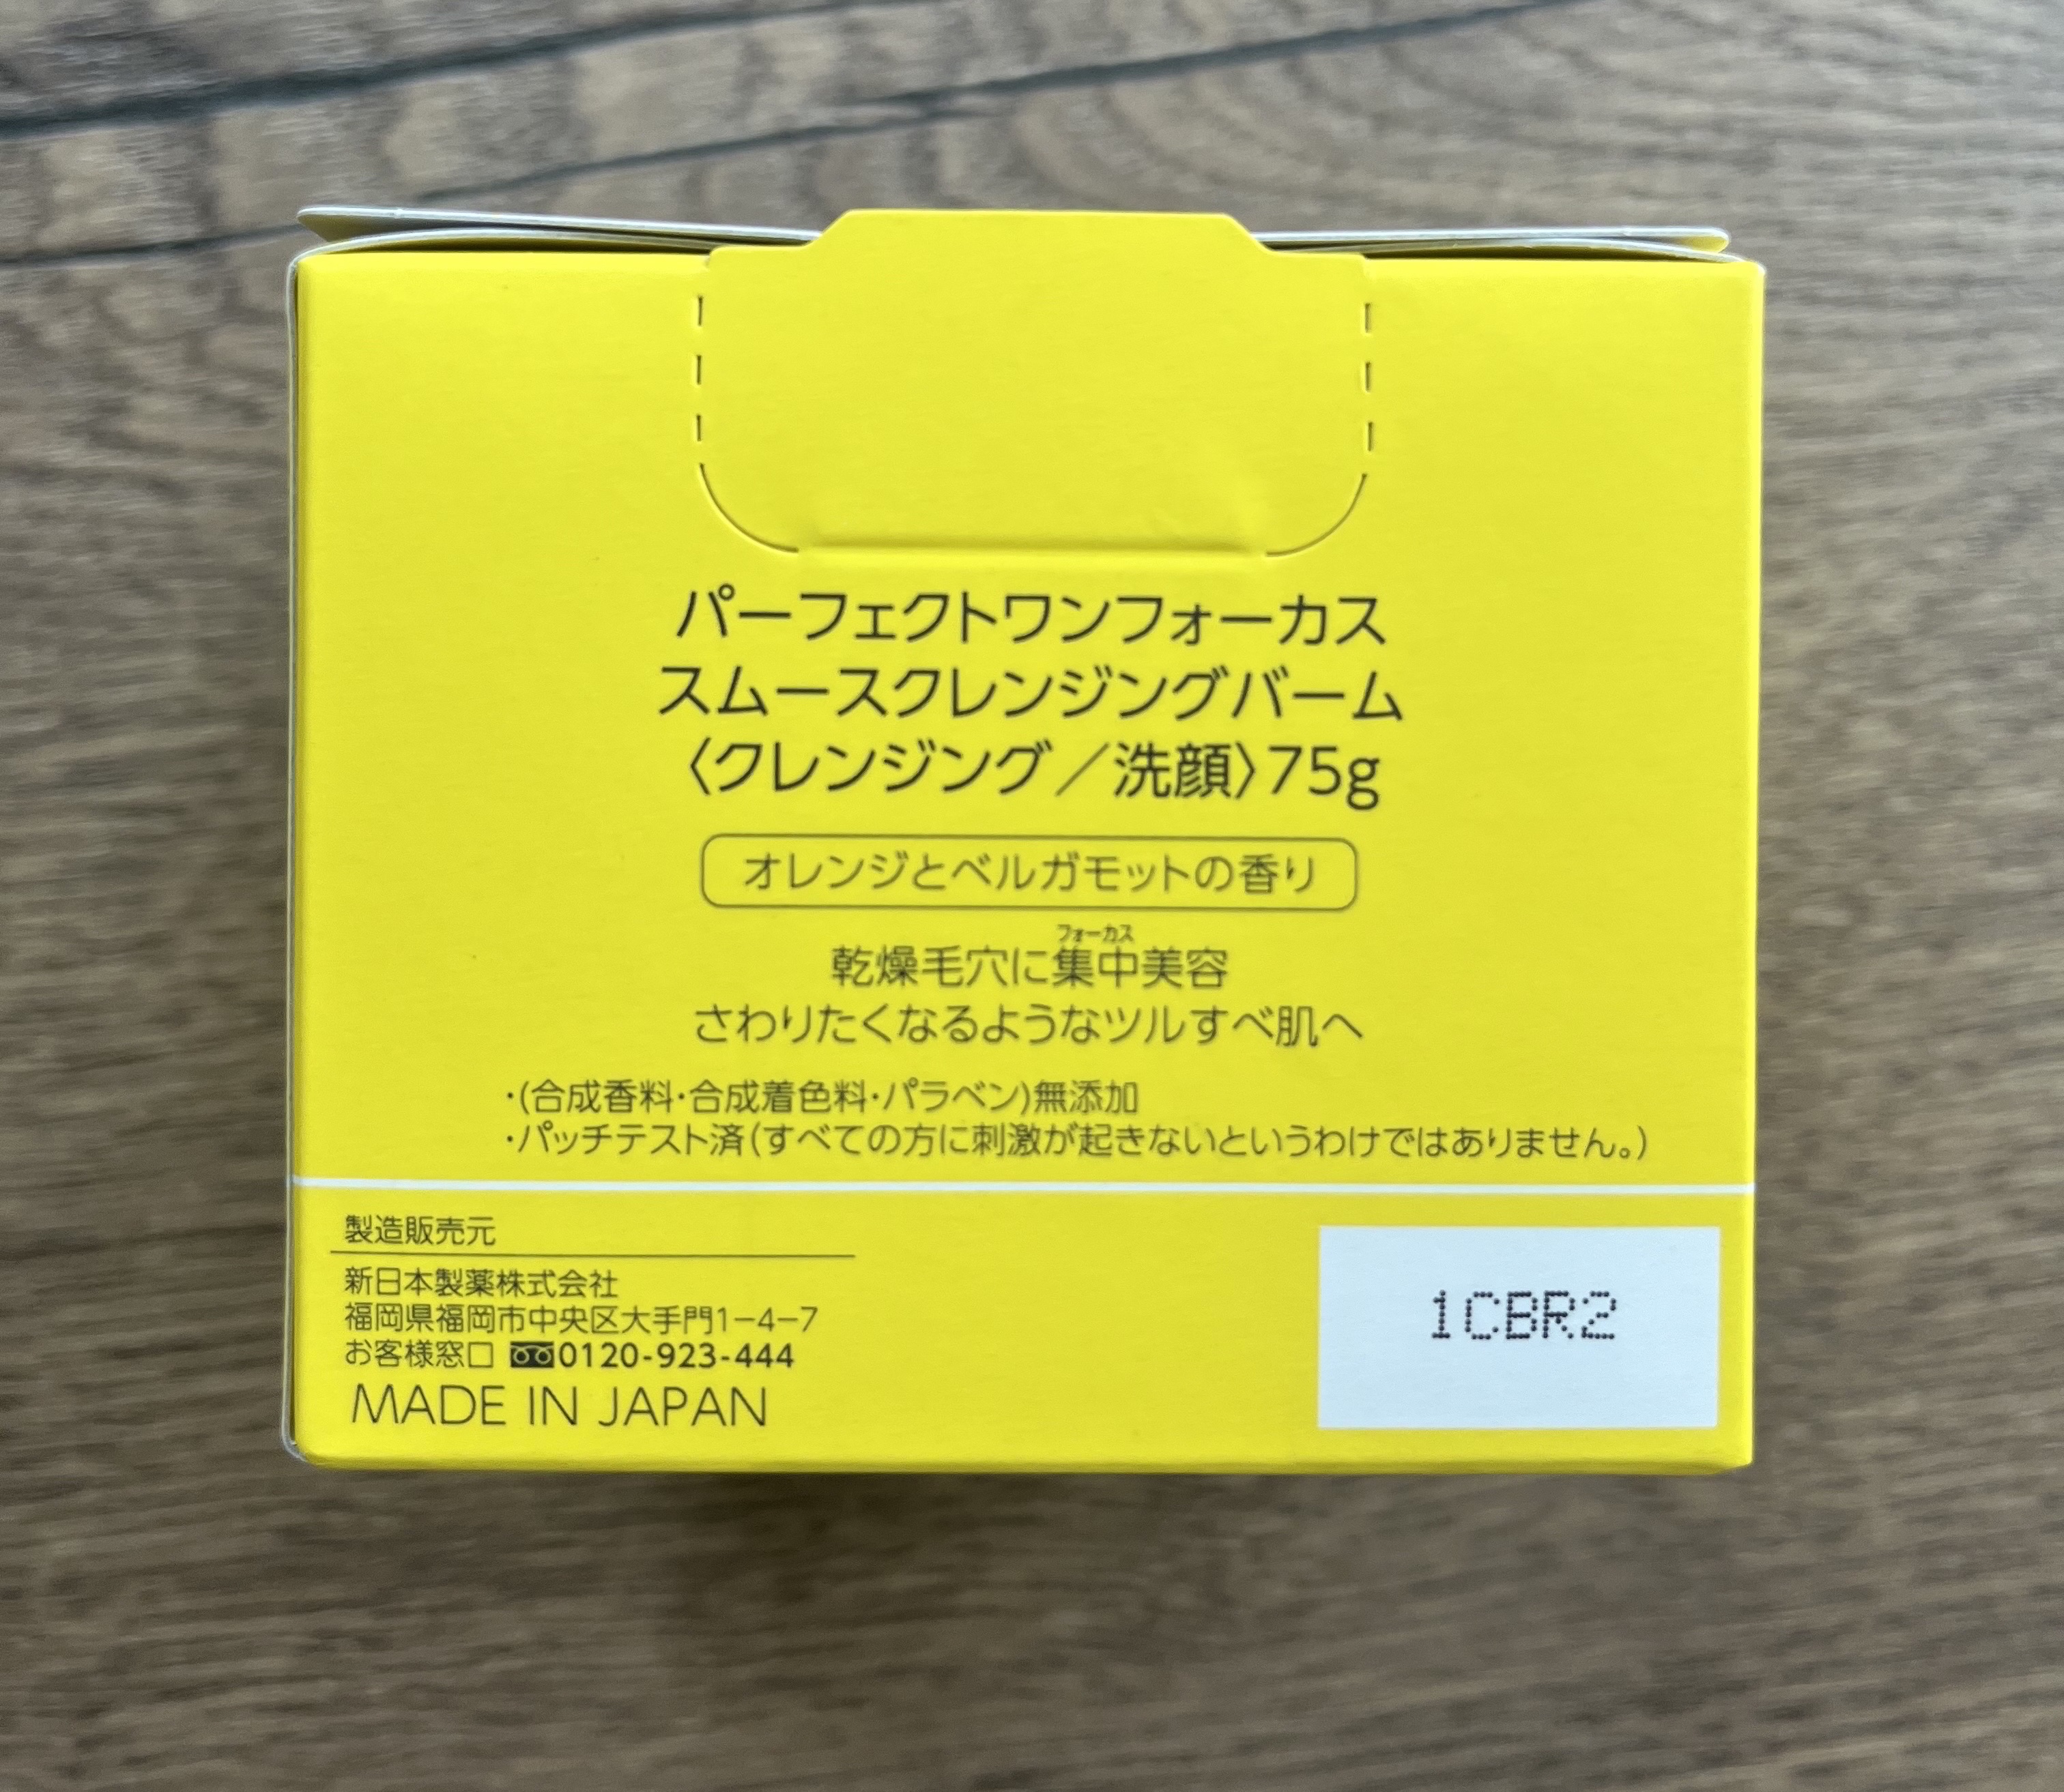 パーフェクトワンフォーカス
スムースクレンジングバーム
〈クレンジング／洗顔〉75g
オレンジとベルガモットの香り
フォーカス
乾燥毛穴に集中美容
さわりたくなるようなツルすべ肌へ
・(合成香料・合成着色料・パラベン)無添加
・パッチテスト済(すべての方に刺激が起きないというわけではありません。)
製造販売元
新日本製薬株式会社
福岡県福岡市中央区大手門1−4−7
お客様窓口 0120-923-444
MADE IN JAPAN
1CBR2